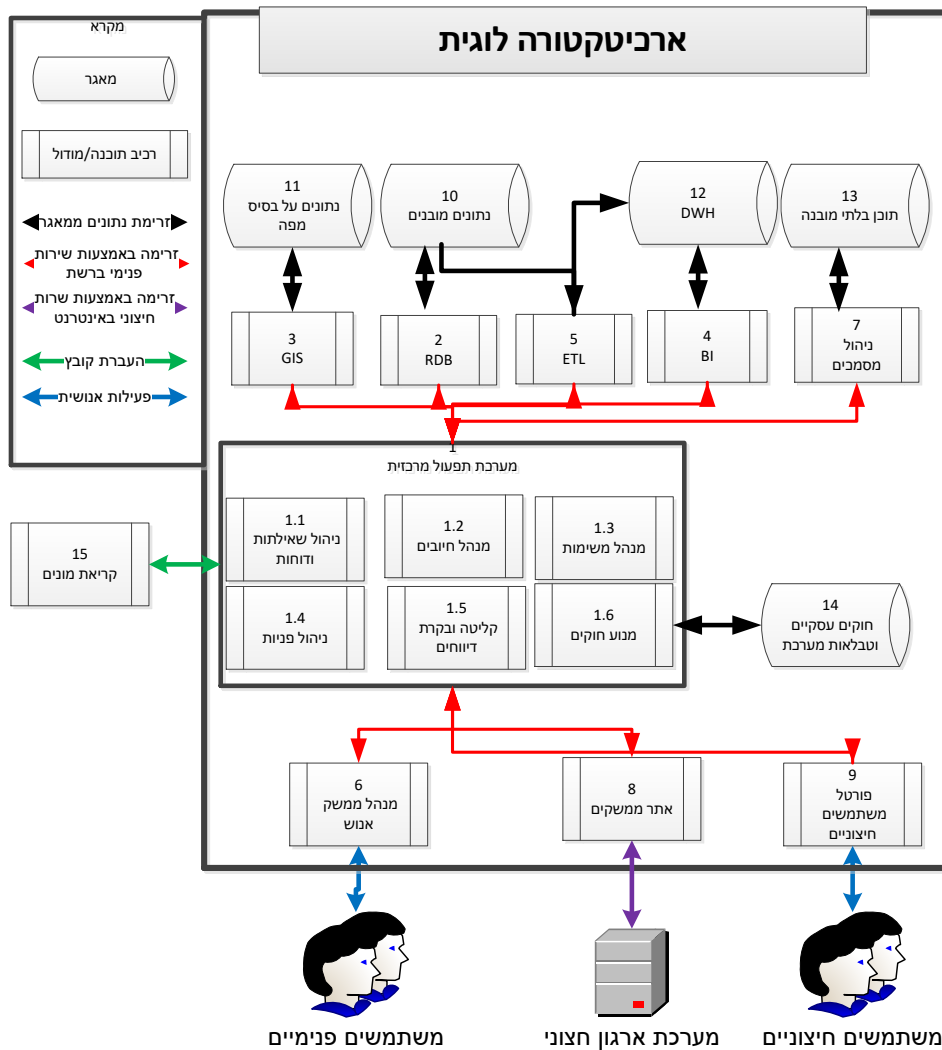 ארכיטקטורה לוגית
מקרא
מאגר
רכיב תוכנה/מודול
זרימת נתונים ממאגר
זרימה באמצעות שירות
פנימי ברשת
זרימה באמצעות שרות
חיצוני באינטרנט
העברת קובץ
פעילות אנושית
11
נתונים על בסיס
מפה
10
נתונים מובנים
12
DWH
13
תוכן בלתי מובנה
3
GIS
2
RDB
5
ETL
4
BI
7
ניהול
מסמכים
1
מערכת תפעול מרכזית
1.1
ניהול שאילתות
ודוחות
1.2
מנהל חיובים
1.3
מנהל משימות
1.4
ניהול פניות
1.5
קליטה ובקרת
דיווחים
1.6
מנוע חוקים
15
קריאת מונים
14
חוקים עסקיים
וטבלאות מערכת
6
מנהל ממשק
אנוש
8
אתר ממשקים
9
פורטל
משתמשים
חיצוניים
משתמשים פנימיים
מערכת ארגון חצוני
משתמשים חיצוניים